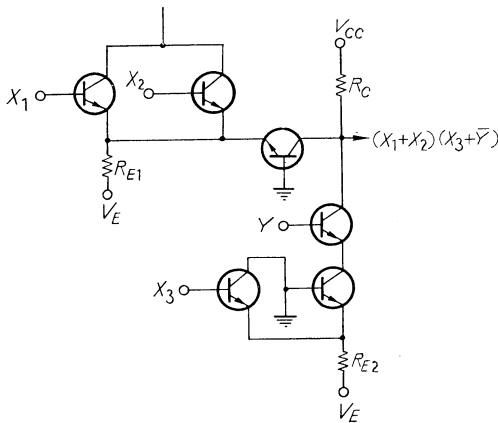 V_CC
X_1
X_2
R_C
(X_1+X_2)(X_3+Y̅)
R_E1
V_E
Y
X_3
R_E2
V_E